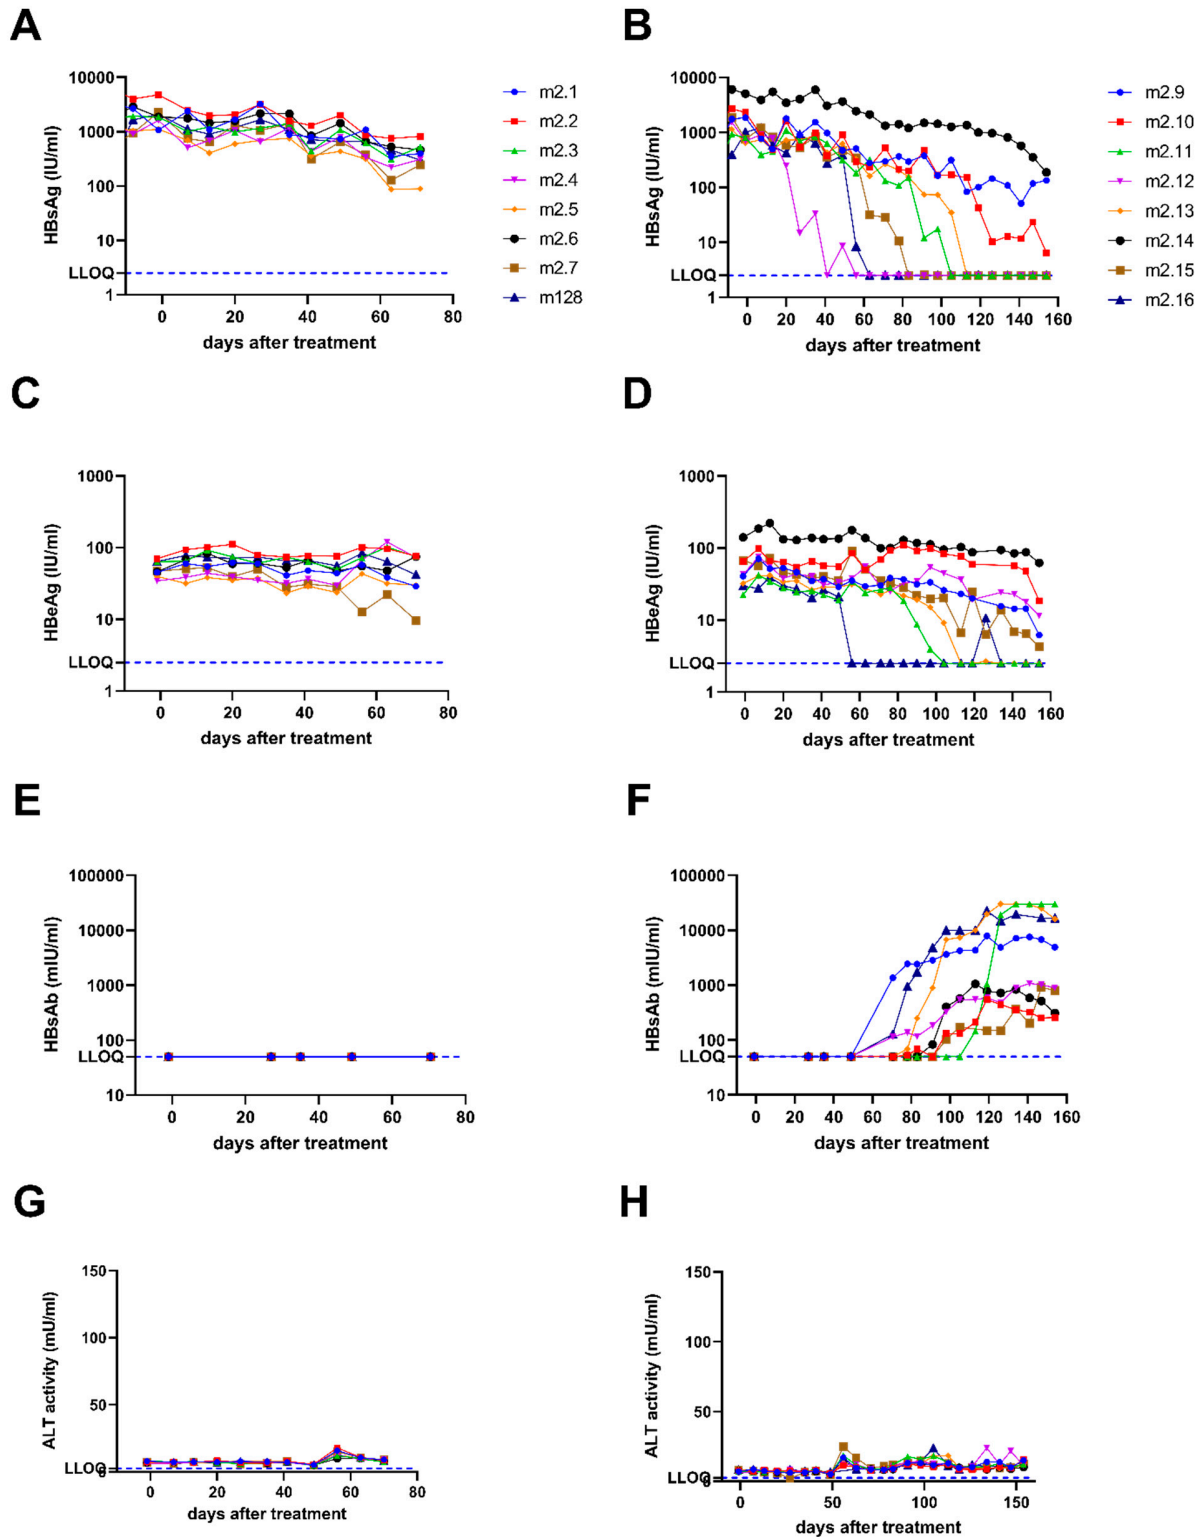 A
HBsAg (IU/ml)
10000
1000
100
10
LLOQ
1
0
20
40
60
80
days after treatment
m2.1
m2.2
m2.3
m2.4
m2.5
m2.6
m2.7
m128
B
HBsAg (IU/ml)
10000
1000
100
10
LLOQ
1
0
20
40
60
80
100
120
140
160
days after treatment
m2.9
m2.10
m2.11
m2.12
m2.13
m2.14
m2.15
m2.16
C
HBeAg (IU/ml)
1000
100
10
LLOQ
1
0
20
40
60
80
days after treatment
D
HBeAg (IU/ml)
1000
100
10
LLOQ
1
0
20
40
60
80
100
120
140
160
days after treatment
E
HBsAb (mIU/ml)
100000
10000
1000
100
LLOQ
10
0
20
40
60
80
days after treatment
F
HBsAb (mIU/ml)
100000
10000
1000
100
LLOQ
10
0
20
40
60
80
100
120
140
160
days after treatment
G
ALT activity (mU/ml)
150
100
50
LLOQ
0
0
20
40
60
80
days after treatment
H
ALT activity (mU/ml)
150
100
50
LLOQ
0
0
50
100
150
days after treatment